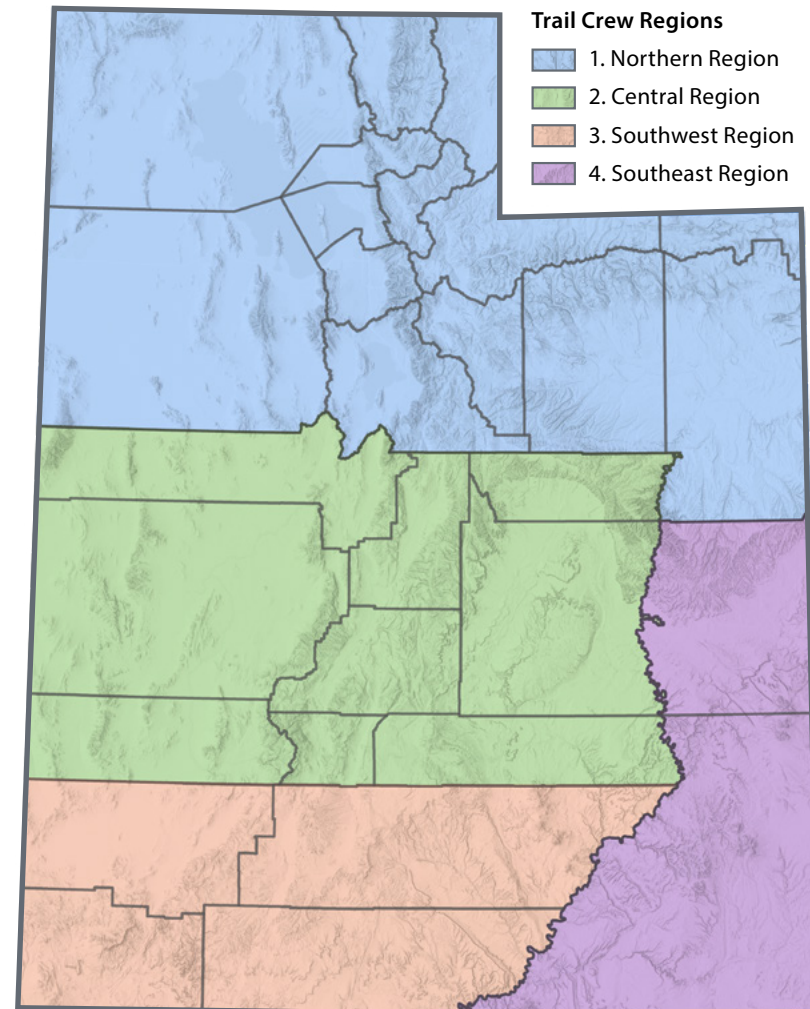 Trail Crew Regions
1. Northern Region
2. Central Region
3. Southwest Region
4. Southeast Region